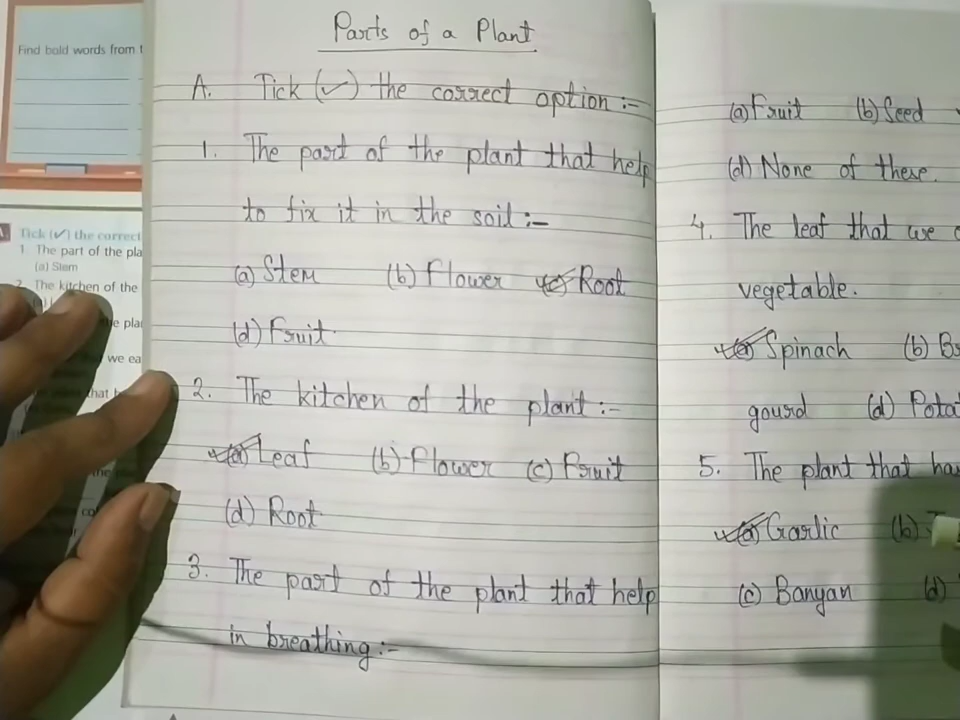 Find bold words from
Tick (✓) the correct
1. The part of the
(a) Stem
The kitchen of the
we
that
Parts of a Plant
A. Tick (✓) the correct option :-
1. The part of the plant that help
to fix it in the soil :-
(a) Stem (b) Flower (c) Root
(d) Fruit
2. The kitchen of the plant :-
(a) Leaf (b) Flower (c) Fruit
(d) Root
3. The part of the plant that help
in breathing :-
(a) Fruit (b) Seed
(d) None of these.
4. The leaf that we
vegetable.
(a) Spinach (b)
gourd (d)
5. The plant that
(a) Garlic (b)
(c) Banyan (d)